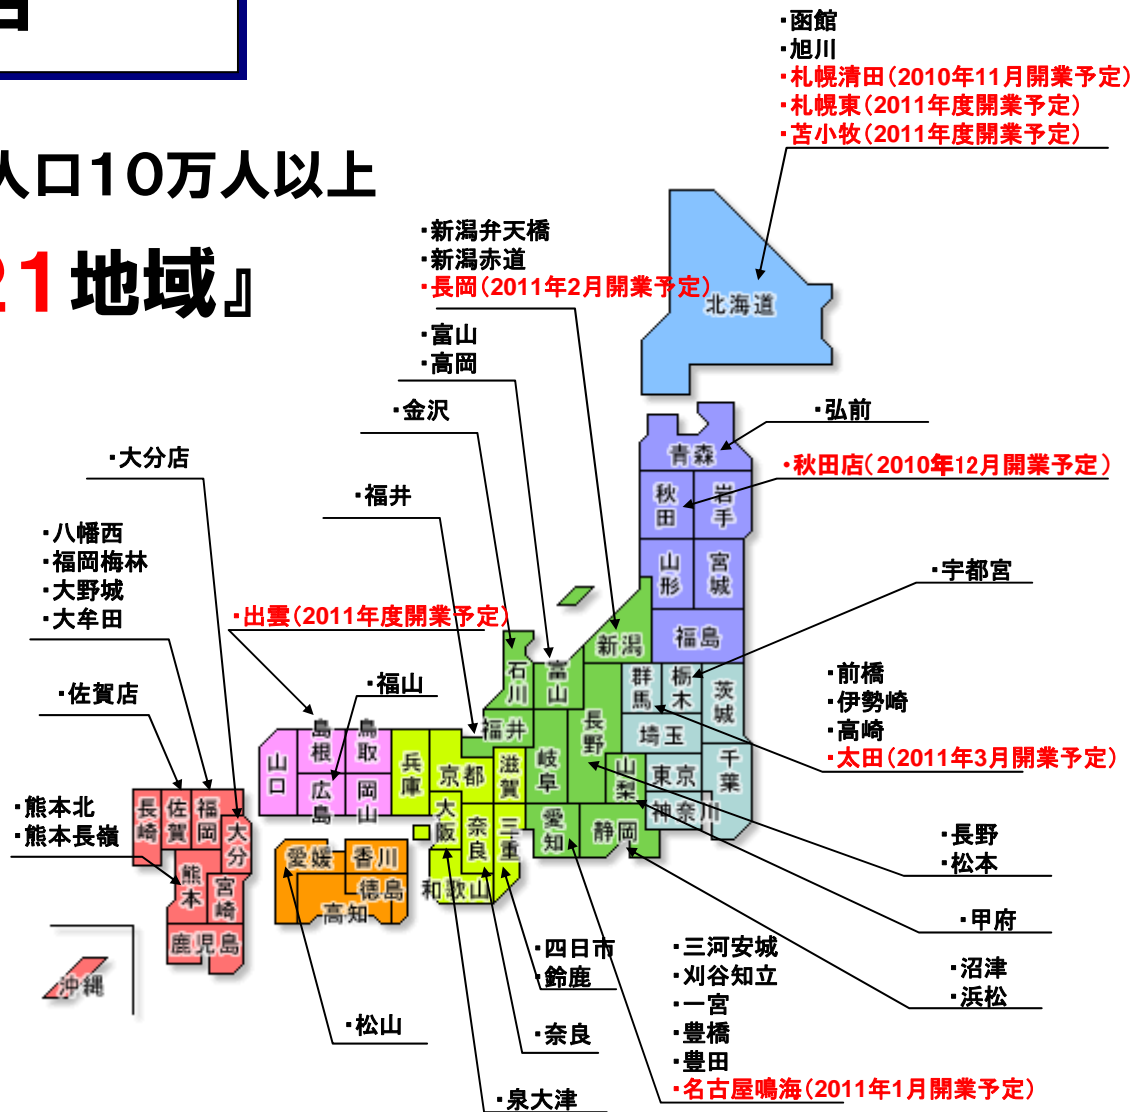 人口１０万人以上
21地域』
・函館
・旭川
・札幌清田(2010年11月開業予定)
・札幌東(2011年度開業予定)
・苫小牧(2011年度開業予定)
・新潟弁天橋
・新潟赤道
・長岡(2011年2月開業予定)
・富山
・高岡
・金沢
・福井
・大分店
・八幡西
・福岡梅林
・大野城
・大牟田
・出雲(2011年度開業予定)
・福山
・佐賀店
・熊本北
・熊本長嶺
・弘前
・秋田店(2010年12月開業予定)
・宇都宮
・前橋
・伊勢崎
・高崎
・太田(2011年3月開業予定)
・長野
・松本
・甲府
・沼津
・浜松
・三河安城
・刈谷知立
・一宮
・豊橋
・豊田
・名古屋鳴海(2011年1月開業予定)
・四日市
・鈴鹿
・奈良
・泉大津
・松山
北海道
青森
秋田
岩手
山形
宮城
福島
新潟
石川
富山
福井
長野
岐阜
山梨
愛知
静岡
群馬
栃木
茨城
埼玉
千葉
東京
神奈川
滋賀
京都
兵庫
大阪
奈良
三重
和歌山
鳥取
島根
岡山
広島
山口
愛媛
香川
徳島
高知
長崎
佐賀
福岡
大分
熊本
宮崎
鹿児島
沖縄